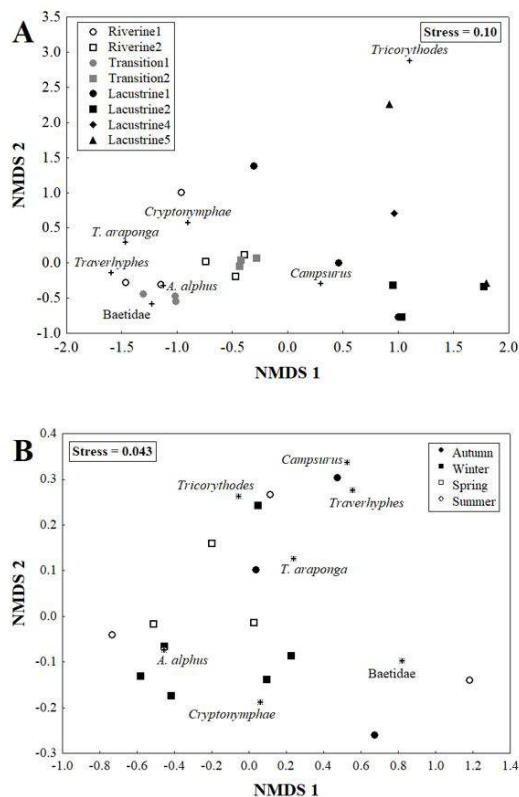 A
Stress = 0.10
Riverine1
Riverine2
Transition1
Transition2
Lacustrine1
Lacustrine2
Lacustrine4
Lacustrine5
Tricorythodes
Cryptonymphae
T. araponga
Traverhyphes
A. alphus
Baetidae
Campsurus
NMDS 2
3.5
3.0
2.5
2.0
1.5
1.0
0.5
0.0
-0.5
-1.0
-2.0 -1.5 -1.0 -0.5 0.0 0.5 1.0 1.5 2.0
NMDS 1
B
Stress = 0.043
Autumn
Winter
Spring
Summer
Campsurus
Tricorythodes
Traverhyphes
T. araponga
A. alphus
Baetidae
Cryptonymphae
NMDS 2
0.4
0.3
0.2
0.1
0.0
-0.1
-0.2
-0.3
-1.0 -0.8 -0.6 -0.4 -0.2 0.0 0.2 0.4 0.6 0.8 1.0 1.2
NMDS 1